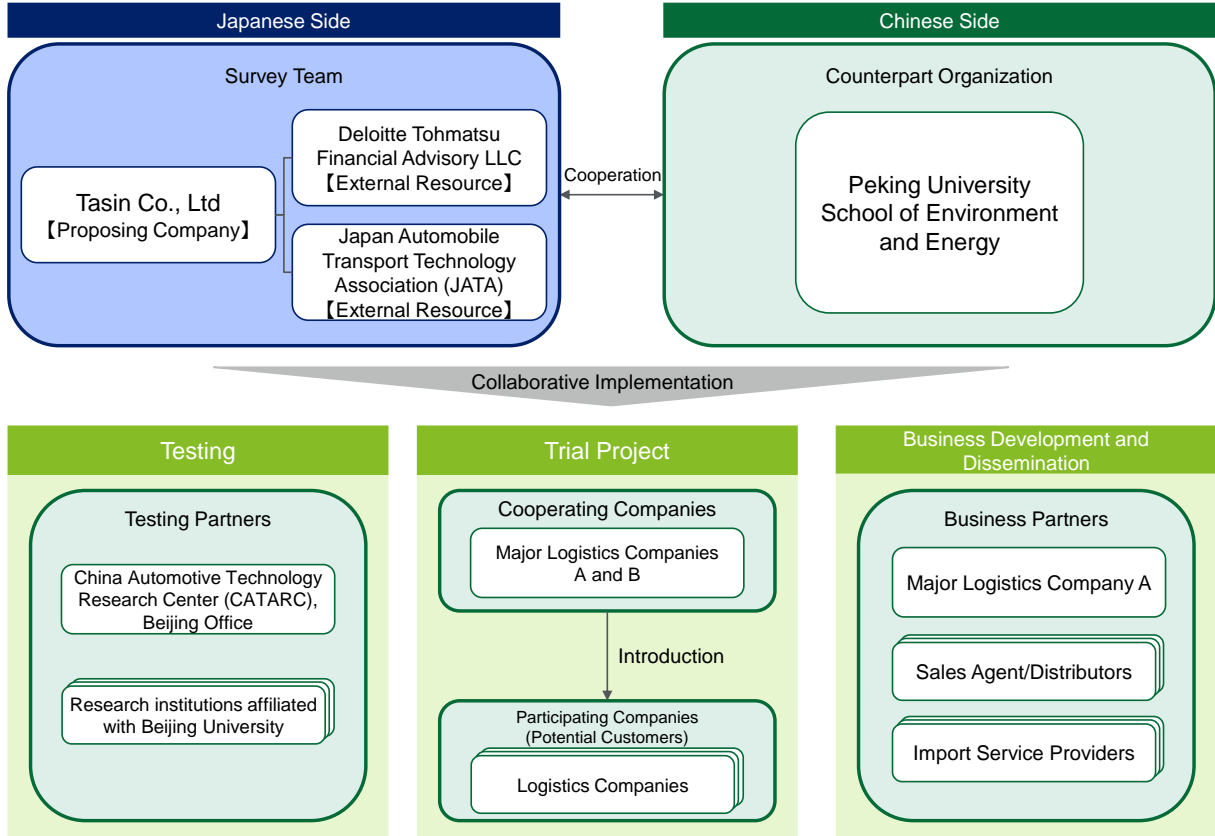 Japanese Side
Chinese Side
Survey Team
Tasin Co., Ltd
【Proposing Company】
Deloitte Tohmatsu
Financial Advisory LLC
【External Resource】
Japan Automobile
Transport Technology
Association (JATA)
【External Resource】
Cooperation
Counterpart Organization
Peking University
School of Environment
and Energy
Collaborative Implementation
Testing
Testing Partners
China Automotive Technology
Research Center (CATARC),
Beijing Office
Research institutions affiliated
with Beijing University
Trial Project
Cooperating Companies
Major Logistics Companies
A and B
Introduction
Participating Companies
(Potential Customers)
Logistics Companies
Business Development and
Dissemination
Business Partners
Major Logistics Company A
Sales Agent/Distributors
Import Service Providers